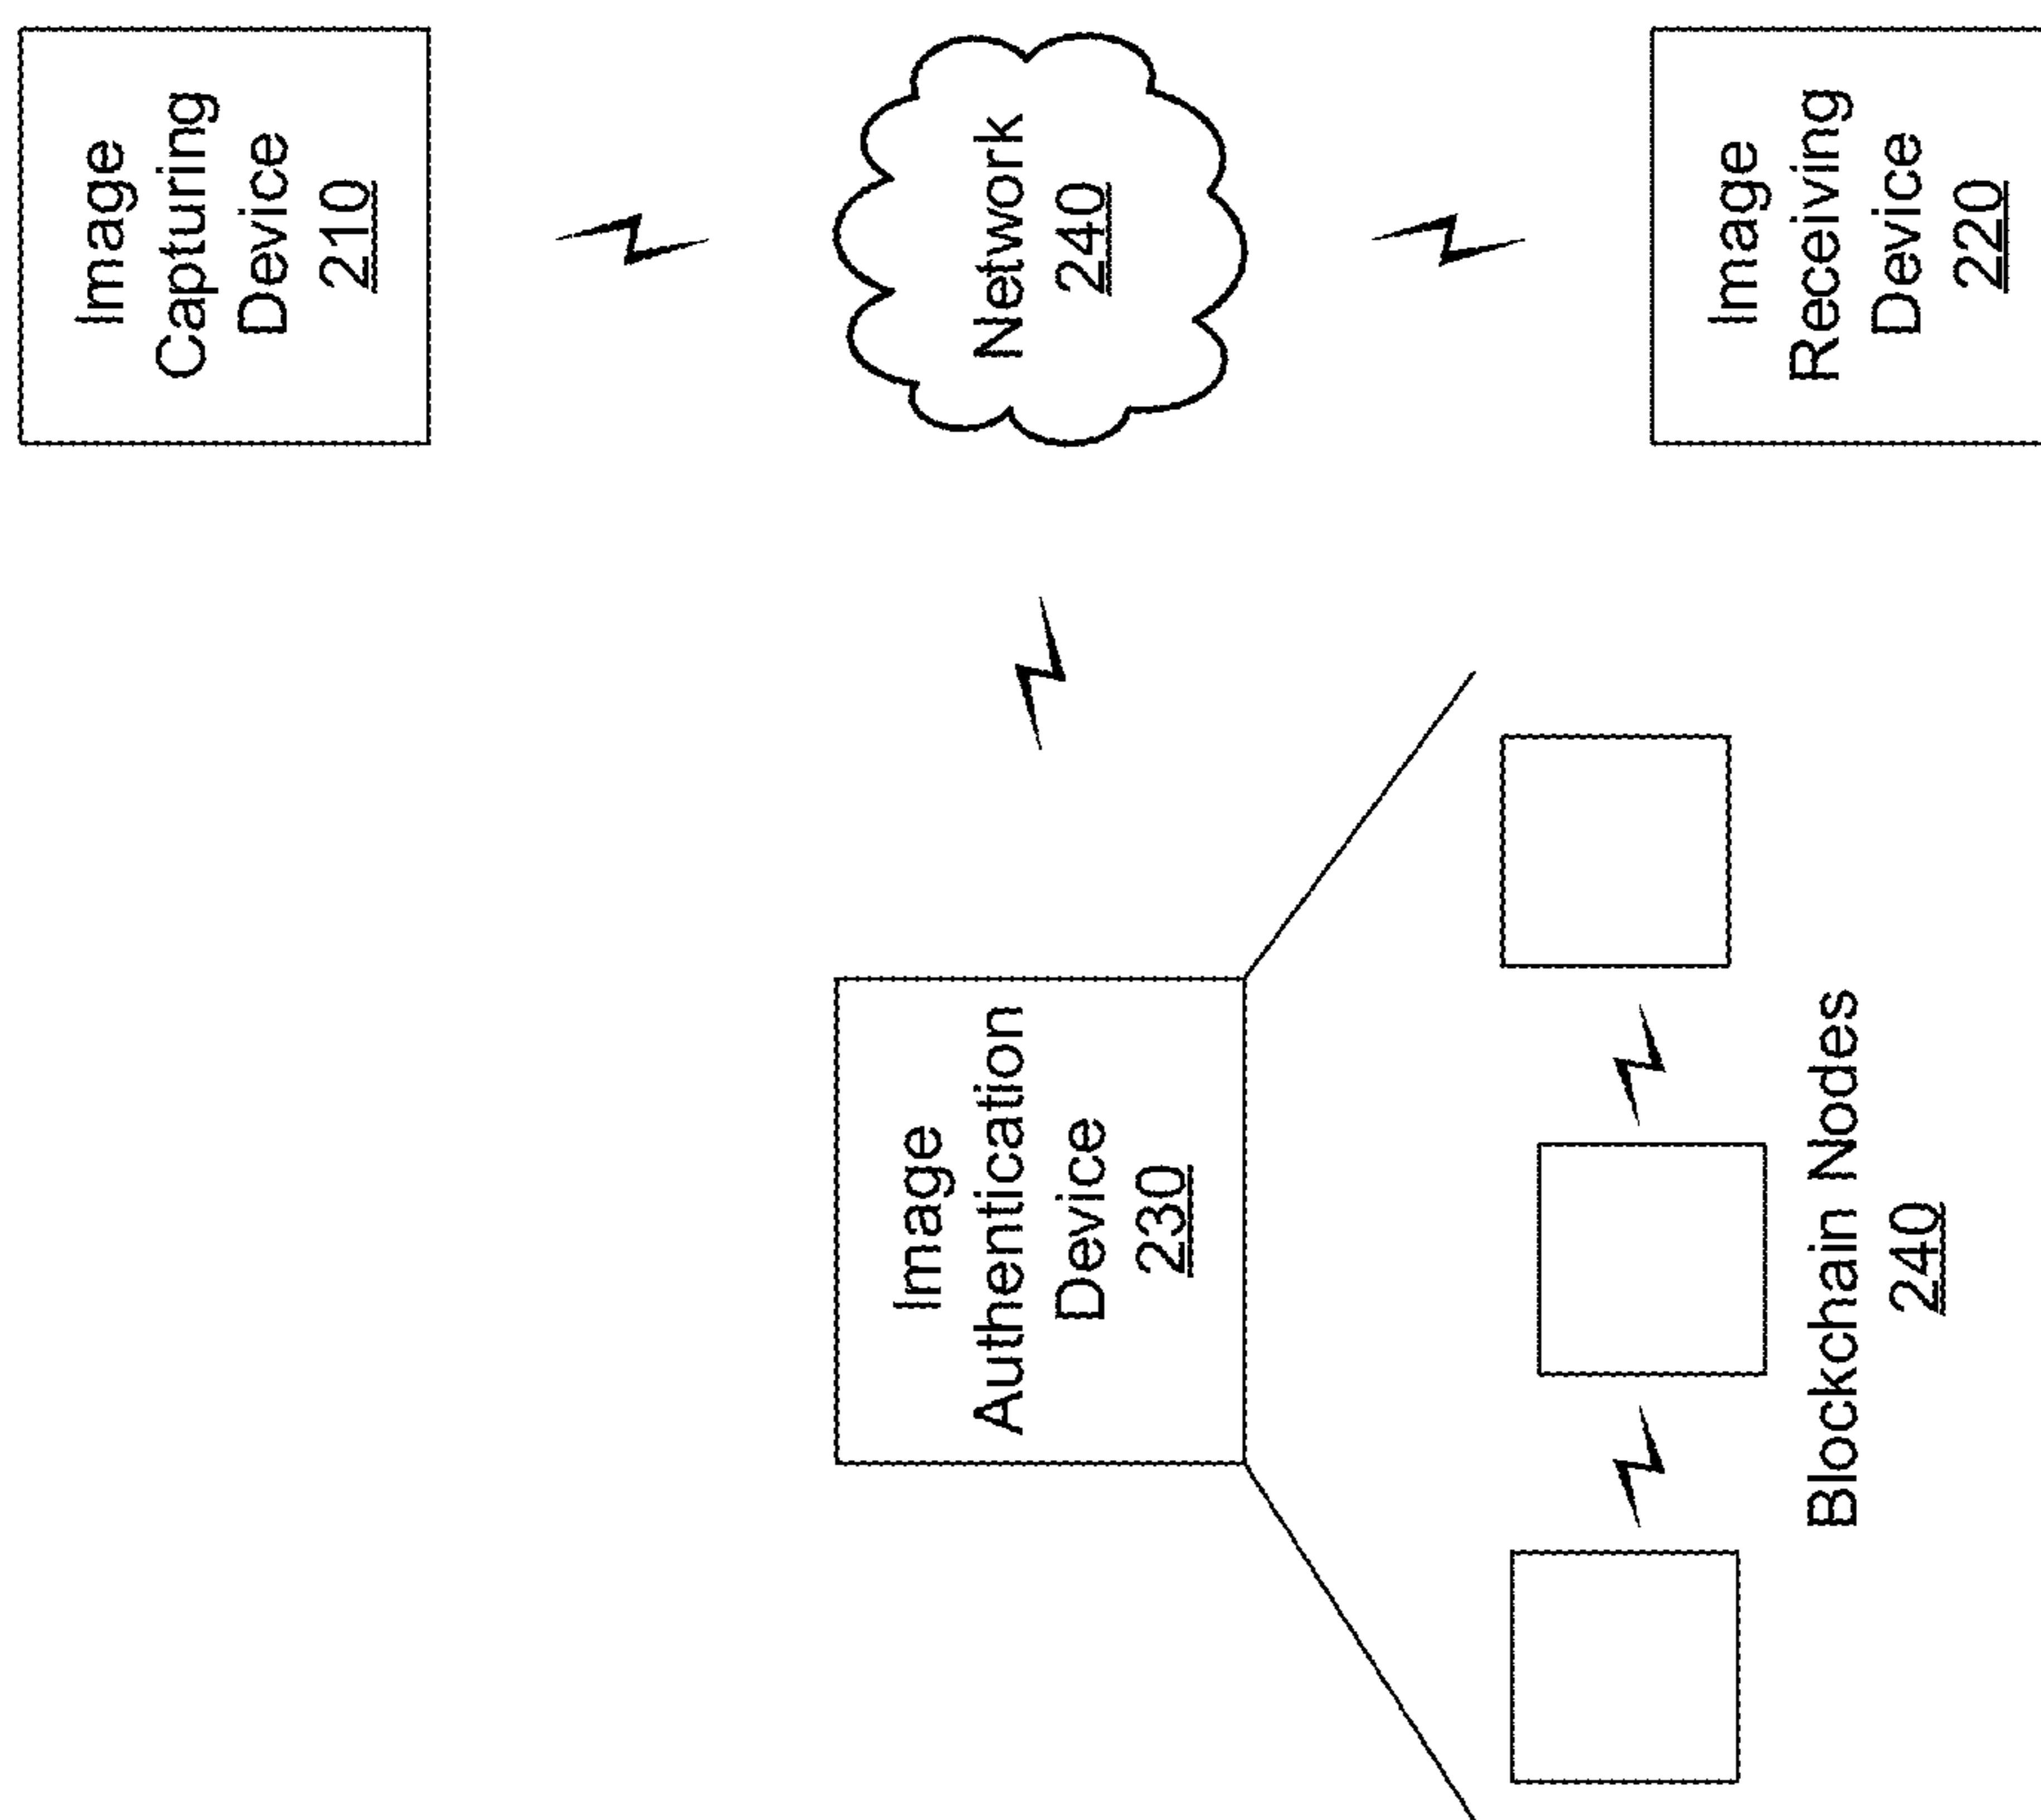 Image
Capturing
Device
210
Network
240
Image
Receiving
Device
220
Image
Authentication
Device
230
Blockchain Nodes
240